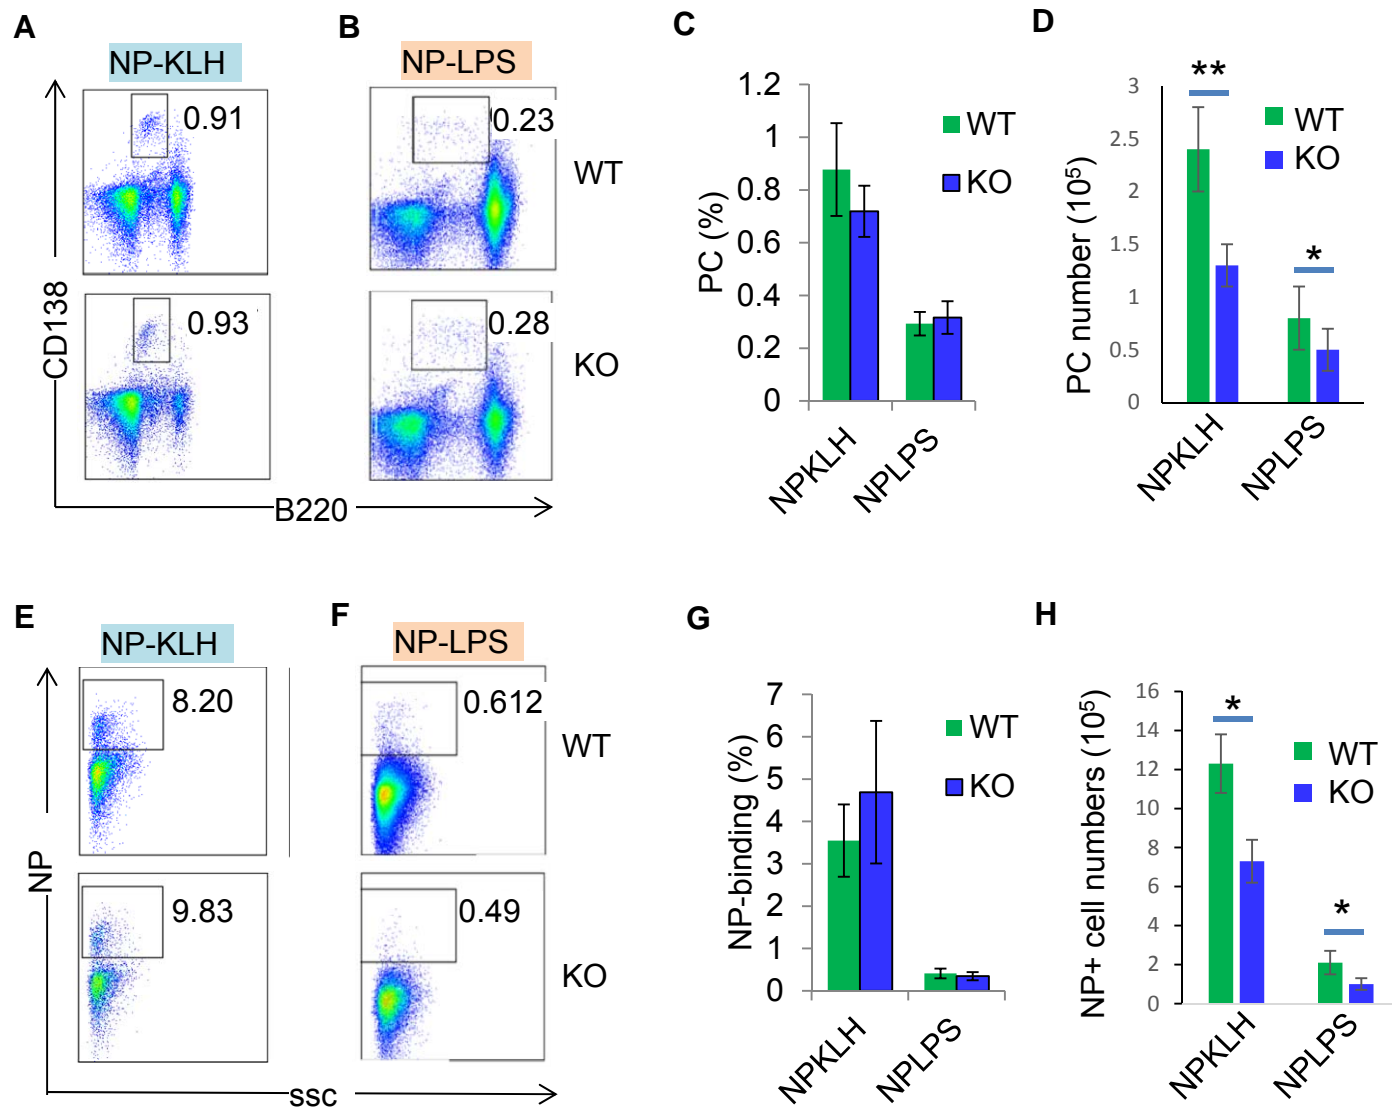 A
B
C
D
NP-KLH
NP-LPS
0.91
0.23
WT
0.93
0.28
KO
CD138
B220
1.2
1
0.8
0.6
0.4
0.2
0
PC (%)
WT
KO
NPKLH
NPLPS
**
3
2.5
2
1.5
1
0.5
0
PC number (10⁵)
WT
KO
*
NPKLH
NPLPS
E
F
G
H
NP-KLH
NP-LPS
8.20
0.612
WT
9.83
0.49
KO
NP
ssc
7
6
5
4
3
2
1
0
NP-binding (%)
WT
KO
NPKLH
NPLPS
16
14
12
10
8
6
4
2
0
NP+ cell numbers (10⁵)
*
WT
KO
*
NPKLH
NPLPS